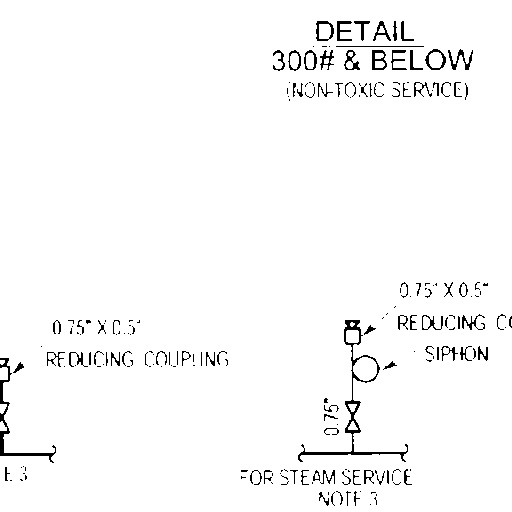 DETAIL
300# & BELOW
(NON-TOXIC SERVICE)
0.75" X 0.5"
REDUCING
SIPHON
0.75" X 0.5"
REDUCING COUPLING
0.75"
3
FOR STEAM SERVICE
NOTE 3